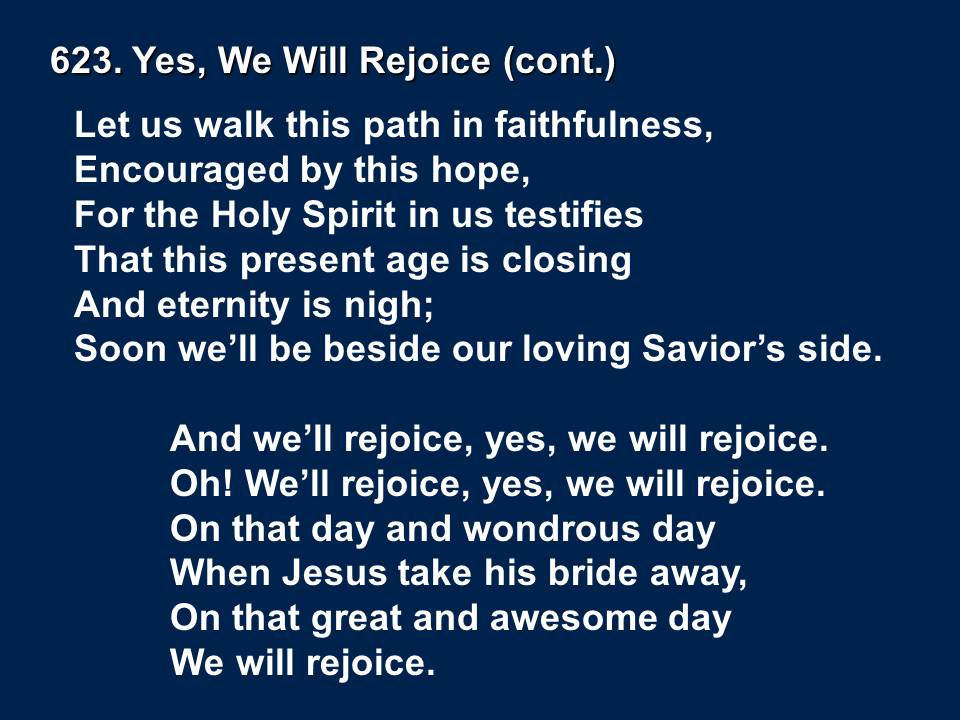 623. Yes, We Will Rejoice (cont.)
Let us walk this path in faithfulness,
Encouraged by this hope,
For the Holy Spirit in us testifies
That this present age is closing
And eternity is nigh;
Soon we’ll be beside our loving Savior’s side.
And we’ll rejoice, yes, we will rejoice.
Oh! We’ll rejoice, yes, we will rejoice.
On that day and wondrous day
When Jesus take his bride away,
On that great and awesome day
We will rejoice.